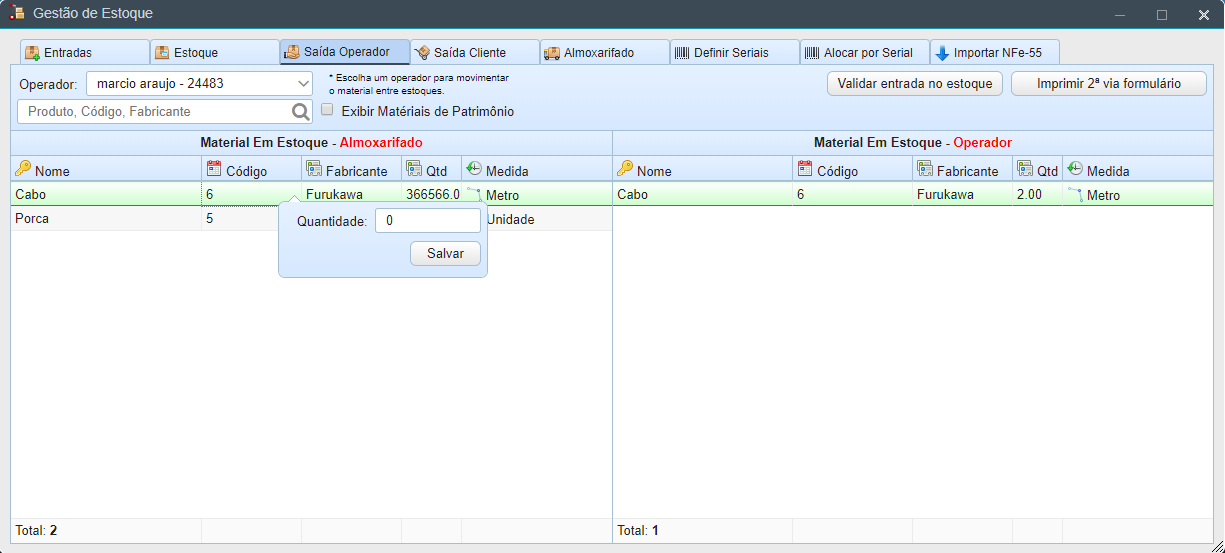 Gestão de Estoque
Entradas
Estoque
Saída Operador
Saída Cliente
Almoxarifado
Definir Seriais
Alocar por Serial
Importar NFe-55
Operador: marcio araujo - 24483
* Escolha um operador para movimentar
o material entre estoques.
Validar entrada no estoque
Imprimir 2ª via formulário
Produto, Código, Fabricante
Exibir Matériais de Patrimônio
Material Em Estoque - Almoxarifado
Material Em Estoque - Operador
Nome Código Fabricante Qtd Medida
Nome Código Fabricante Qtd Medida
Cabo 6 Furukawa 366566.0 Metro
Cabo 6 Furukawa 2.00 Metro
Porca 5 Unidade
Quantidade: 0
Salvar
Total: 2
Total: 1